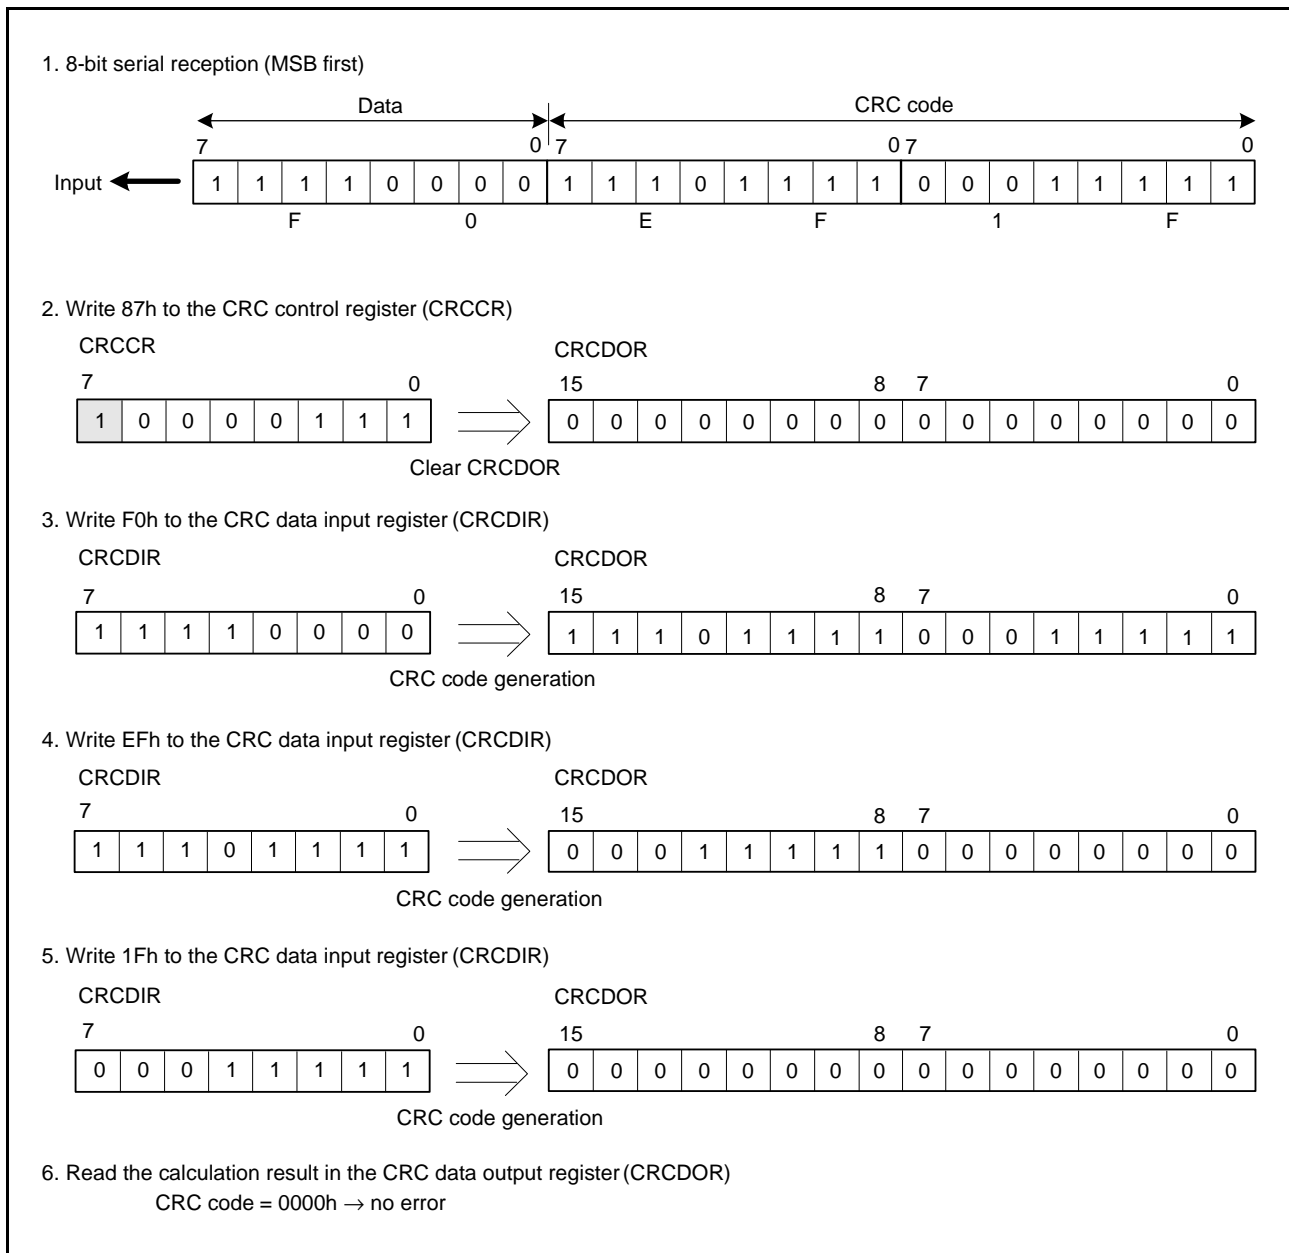 1. 8-bit serial reception (MSB first)
Data CRC code
7 0 7 0 7 0
Input 1 1 1 1 0 0 0 0 1 1 1 0 1 1 1 1 0 0 0 1 1 1 1 1
F 0 E F 1 F
2. Write 87h to the CRC control register (CRCCR)
CRCCR CRCDOR
7 0 15 8 7 0
1 0 0 0 0 1 1 1 0 0 0 0 0 0 0 0 0 0 0 0 0 0 0 0
Clear CRCDOR
3. Write F0h to the CRC data input register (CRCDIR)
CRCDIR CRCDOR
7 0 15 8 7 0
1 1 1 1 0 0 0 0 1 1 1 0 1 1 1 1 0 0 0 1 1 1 1 1
CRC code generation
4. Write EFh to the CRC data input register (CRCDIR)
CRCDIR CRCDOR
7 0 15 8 7 0
1 1 1 0 1 1 1 1 0 0 0 1 1 1 1 1 0 0 0 0 0 0 0 0
CRC code generation
5. Write 1Fh to the CRC data input register (CRCDIR)
CRCDIR CRCDOR
7 0 15 8 7 0
0 0 0 1 1 1 1 1 0 0 0 0 0 0 0 0 0 0 0 0 0 0 0 0
CRC code generation
6. Read the calculation result in the CRC data output register (CRCDOR)
CRC code = 0000h → no error